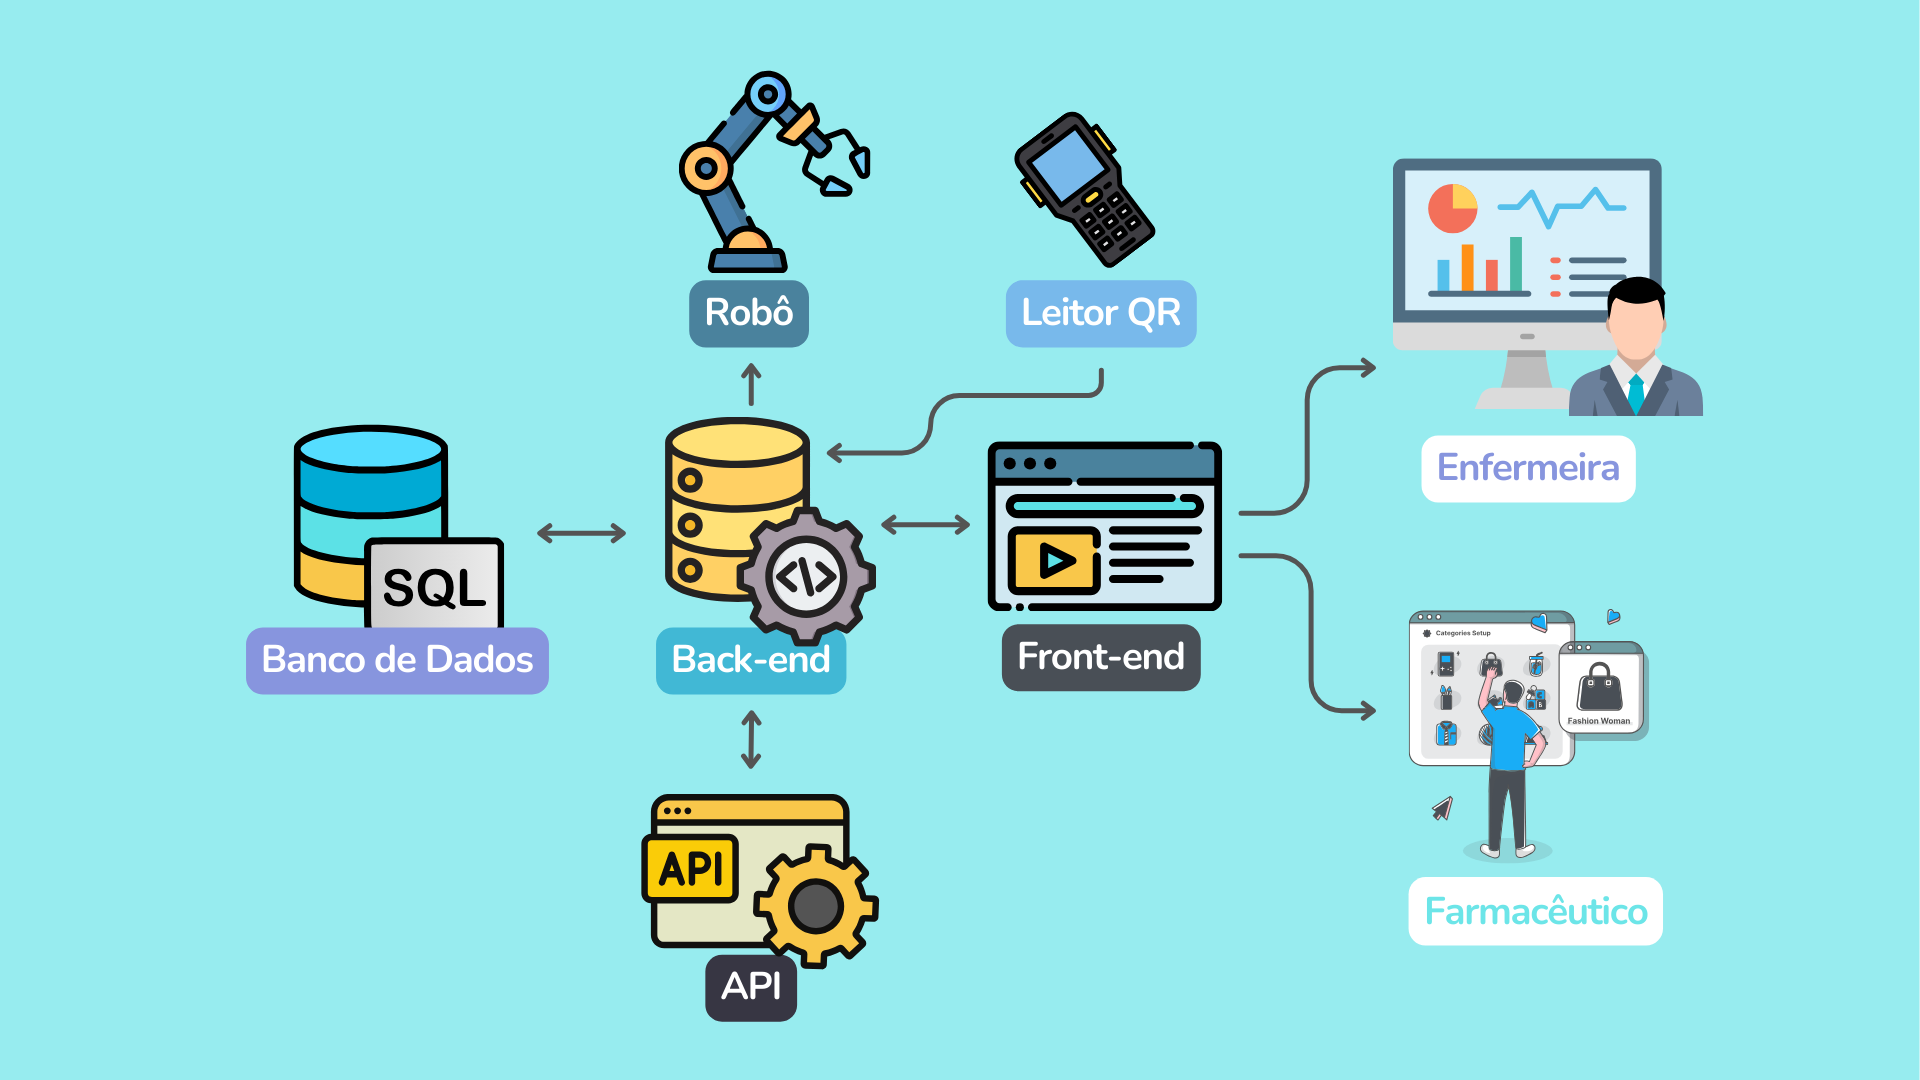 Robô
Leitor QR
Enfermeira
SQL
Banco de Dados
Back-end
Front-end
Categories Setup
Fashion Woman
Farmacêutico
API
API